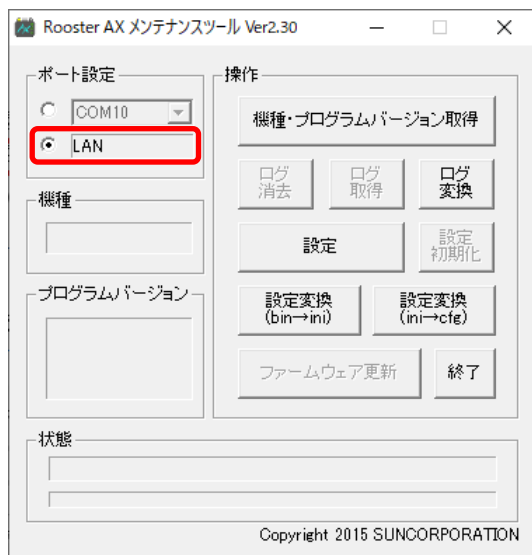 Rooster AX メンテナンスツール Ver2.30
ポート設定
COM10
LAN
機種
プログラムバージョン
操作
機種・プログラムバージョン取得
ログ
消去
ログ
取得
ログ
変換
設定
設定
初期化
設定変換
(bin→ini)
設定変換
(ini→cfg)
ファームウェア更新
終了
状態
Copyright 2015 SUNCORPORATION